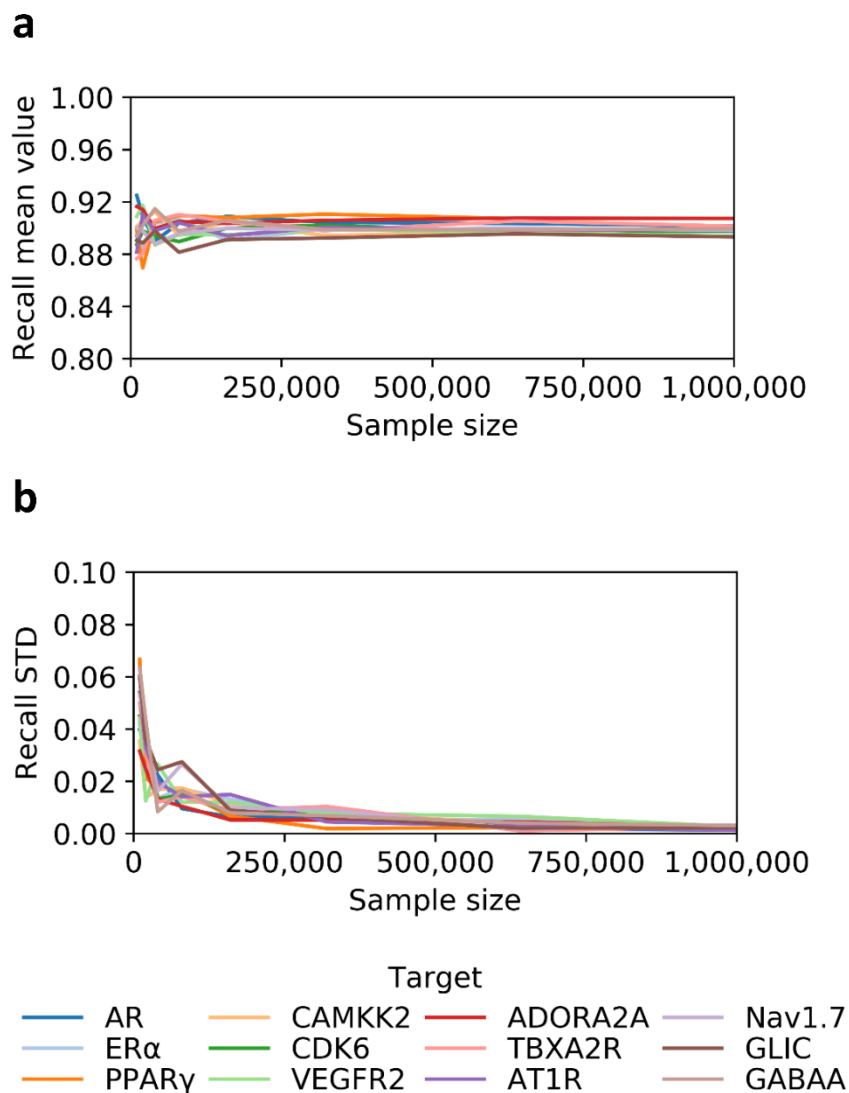 a
1.00
0.96
0.92
0.88
0.84
0.80
Recall mean value
0 250,000 500,000 750,000 1,000,000
Sample size
b
0.10
0.08
0.06
0.04
0.02
0.00
Recall STD
0 250,000 500,000 750,000 1,000,000
Sample size
Target
AR CAMKK2 ADORA2A Nav1.7
ERα CDK6 TBXA2R GLIC
PPARγ VEGFR2 AT1R GABAA